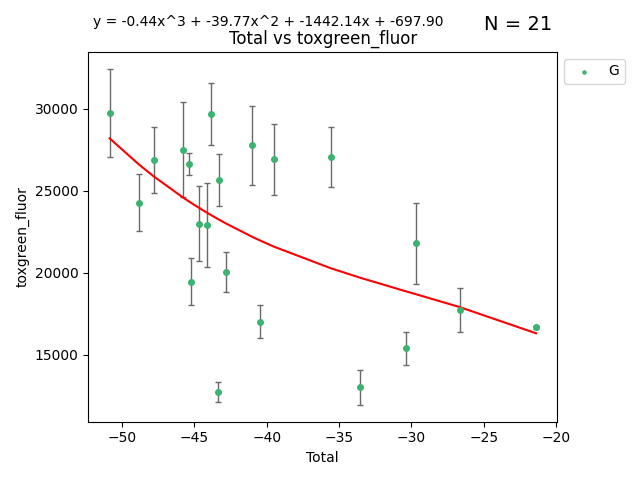 y = -0.44x^3 + -39.77x^2 + -1442.14x + -697.90
N = 21
Total vs toxgreen_fluor
G
30000
25000
20000
15000
toxgreen_fluor
−50
−45
−40
−35
−30
−25
−20
Total